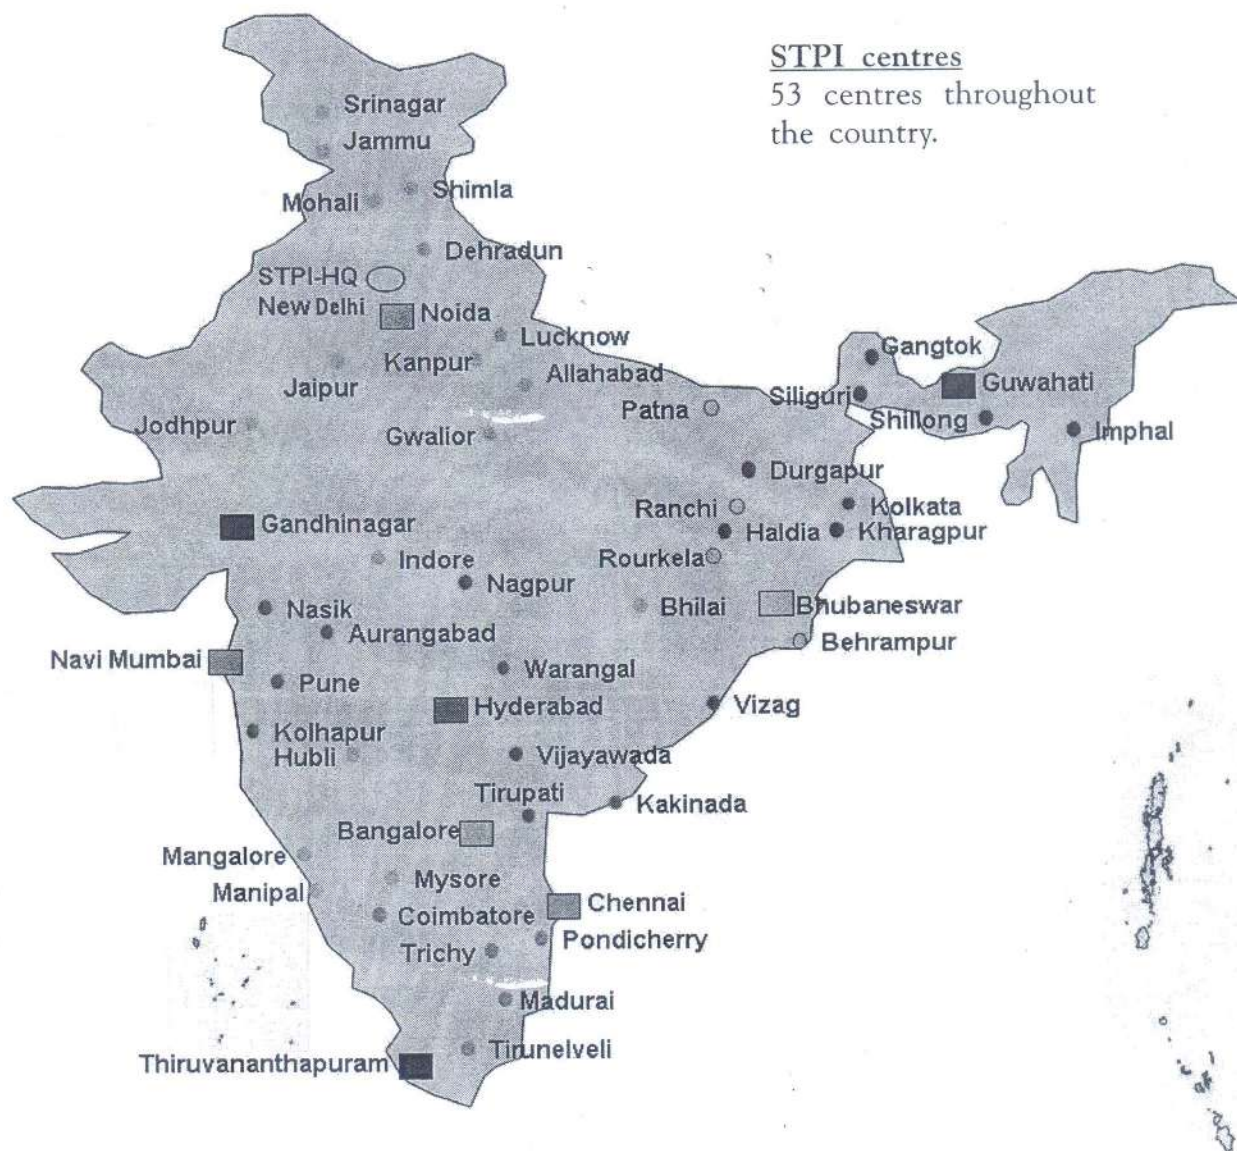 STPI centres
53 centres throughout
the country.
Srinagar
Jammu
Shimla
Mohali
Dehradun
STPI-HQ
New Delhi
Noida
Lucknow
Gangtok
Kanpur
Jaipur
Allahabad
Guwahati
Siliguri
Patna
Shillong
Jodhpur
Gwalior
Imphal
Durgapur
Ranchi
Kolkata
Gandhinagar
Haldia
Kharagpur
Indore
Rourkela
Nagpur
Nasik
Bhilai
Bhubaneswar
Aurangabad
Behrampur
Navi Mumbai
Warangal
Pune
Hyderabad
Vizag
Kolhapur
Hubli
Vijayawada
Tirupati
Kakinada
Bangalore
Mangalore
Mysore
Manipal
Chennai
Coimbatore
Pondicherry
Trichy
Madurai
Tirunelveli
Thiruvananthapuram